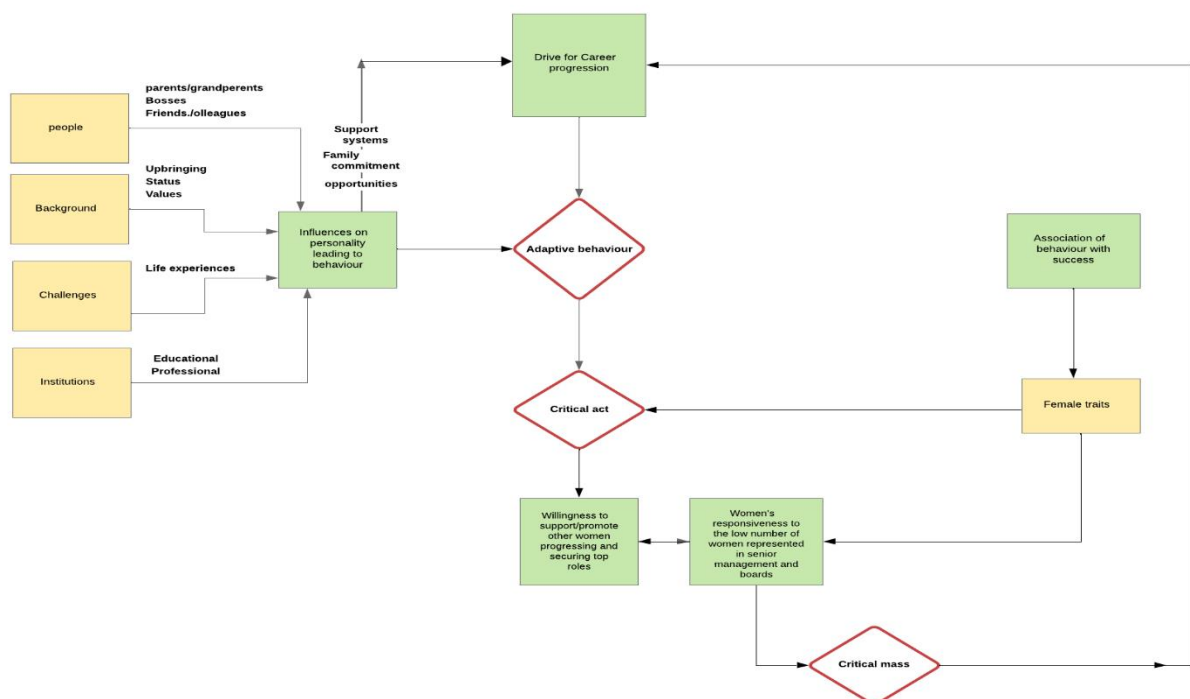 Drive for Career
progression
parents/grandperents
Bosses
Friends./olleagues
people
Support
systems
Family
commitment
opportunities
Upbringing
Status
Values
Background
Influences on
personality
leading to
behaviour
Adaptive behaviour
Association of
behaviour with
success
Life experiences
Challenges
Educational
Professional
Institutions
Critical act
Female traits
Willingness to
support/promote
other women
progressing and
securing top
roles
Women's
responsiveness to
the low number of
women represented
in senior
management and
boards
Critical mass